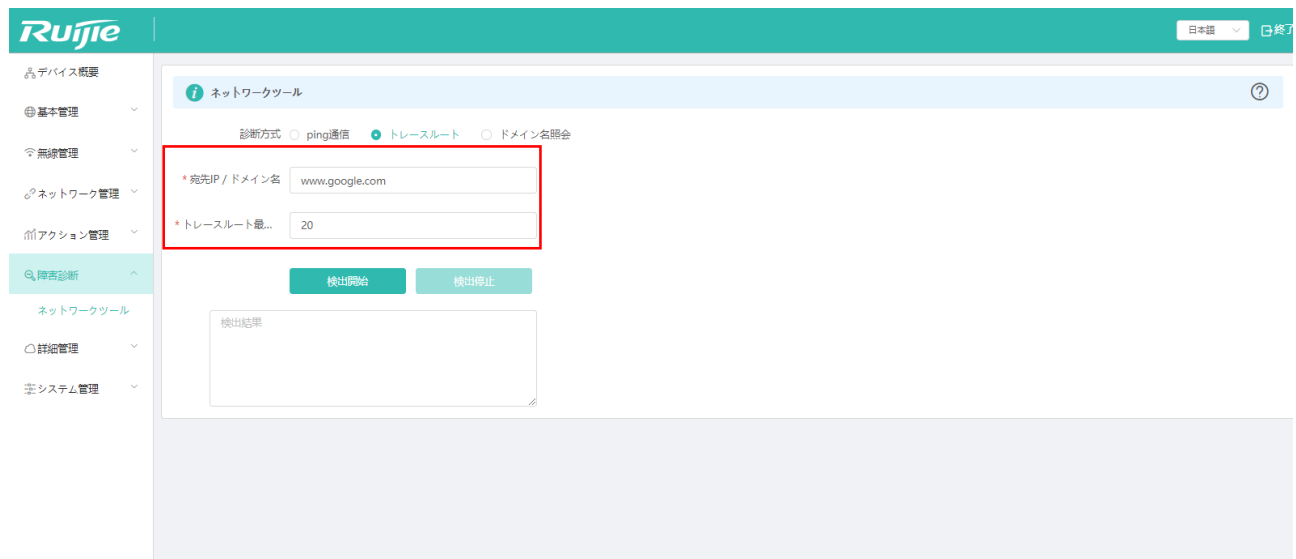 Ruijie
日本語
終了
デバイス概要
基本管理
無線管理
ネットワーク管理
アクション管理
障害診断
ネットワークツール
詳細管理
システム管理
ネットワークツール
診断方式 ping通信 トレースルート ドメイン名照会
* 宛先IP / ドメイン名 www.google.com
* トレースルート最... 20
検出開始 検出停止
検出結果